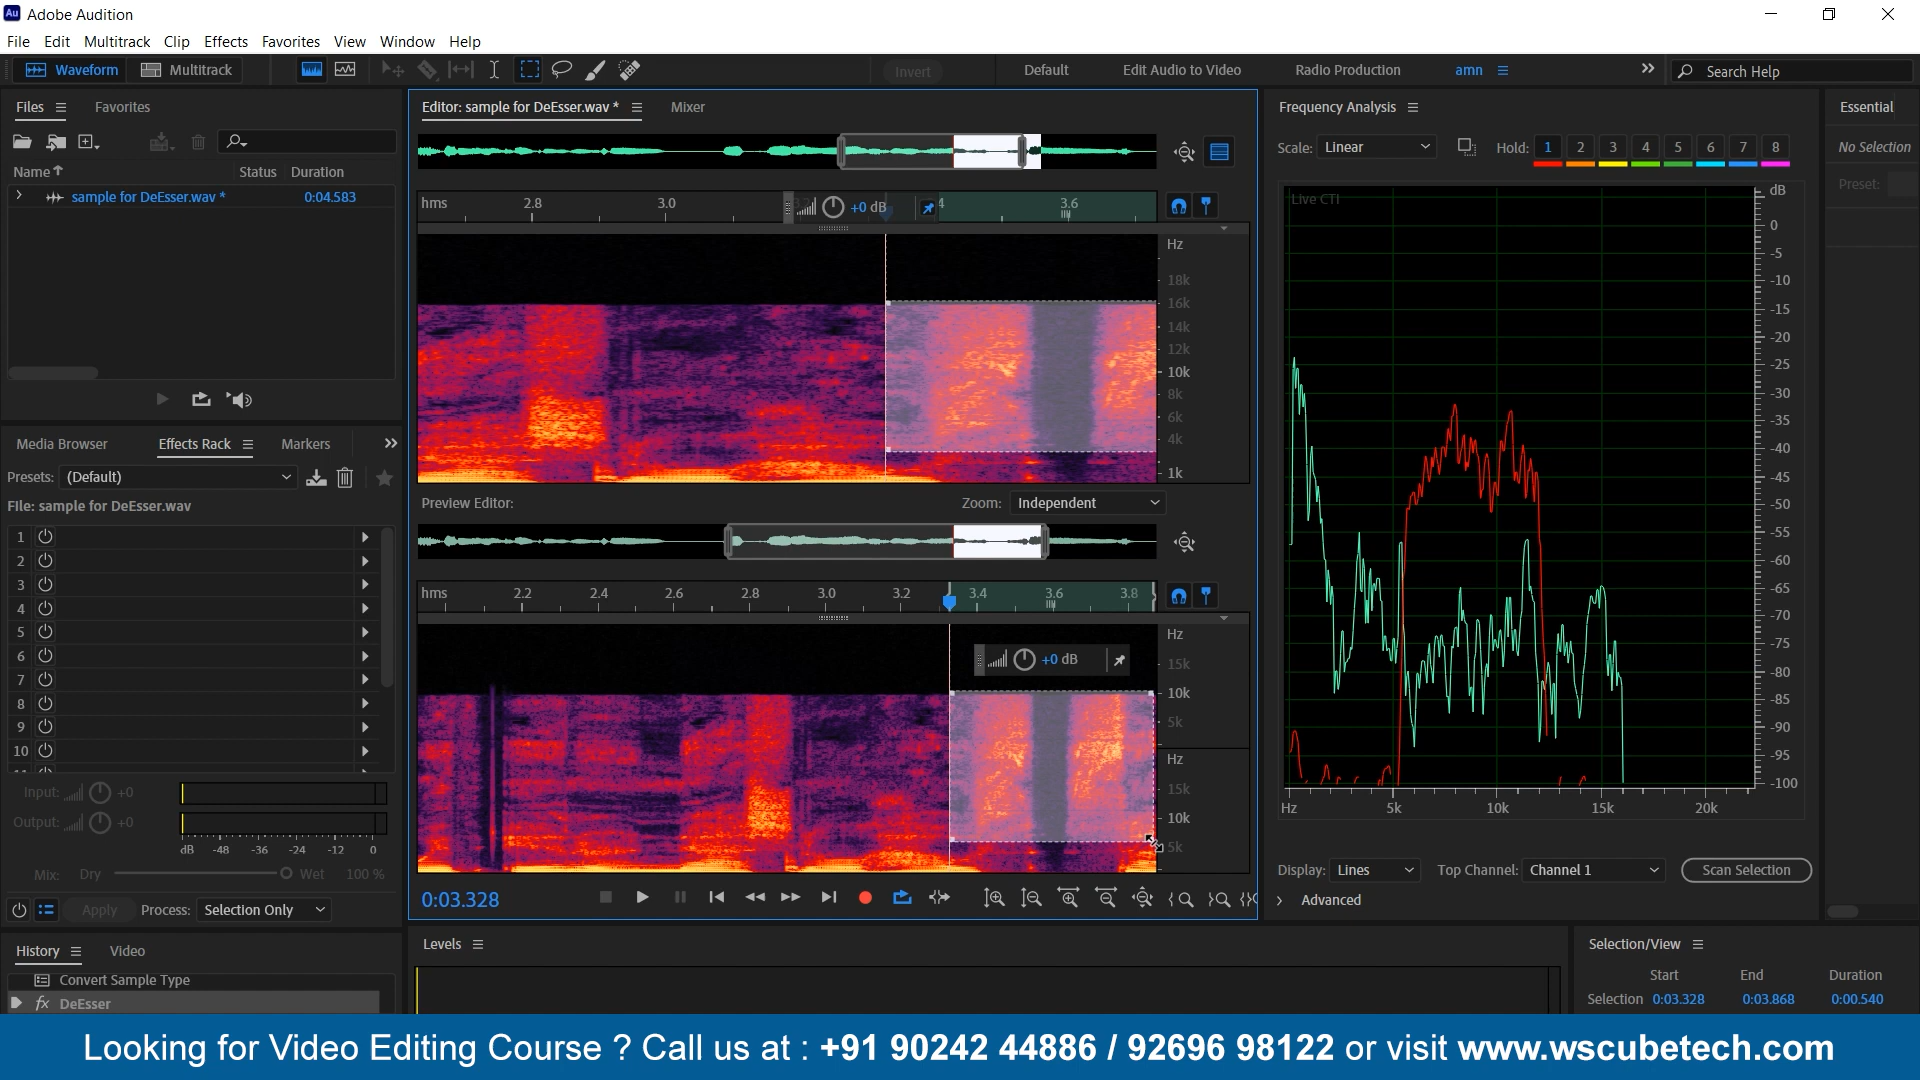 Au Adobe Audition
File Edit Multitrack Clip Effects Favorites View Window Help
Waveform Multitrack Invert Default Edit Audio to Video Radio Production amn Search Help
Files Favorites
Name Status Duration
sample for DeEsser.wav * 0:04.583
Media Browser Effects Rack Markers
Presets: (Default)
File: sample for DeEsser.wav
1
2
3
4
5
6
7
8
9
10
Input: +0
Output: +0
dB -48 -36 -24 -12 0
Mix: Dry Wet 100 %
Apply Process: Selection Only
History Video
Convert Sample Type
fx DeEsser
Editor: sample for DeEsser.wav * Mixer
hms 2.8 3.0 +0 dB 3.6
Hz
18k
16k
14k
12k
10k
8k
6k
4k
1k
Preview Editor: Zoom: Independent
hms 2.2 2.4 2.6 2.8 3.0 3.2 3.4 3.6 3.8
Hz
+0 dB
15k
10k
5k
Hz
15k
10k
5k
0:03.328
Levels
Frequency Analysis
Scale: Linear Hold: 1 2 3 4 5 6 7 8
Live CTI
dB
0
-5
-10
-15
-20
-25
-30
-35
-40
-45
-50
-55
-60
-65
-70
-75
-80
-85
-90
-95
-100
Hz 5k 10k 15k 20k
Display: Lines Top Channel: Channel 1 Scan Selection
Advanced
Essential
No Selection
Preset:
Selection/View
Start End Duration
Selection 0:03.328 0:03.868 0:00.540
Looking for Video Editing Course ? Call us at : +91 90242 44886 / 92696 98122 or visit www.wscubetech.com